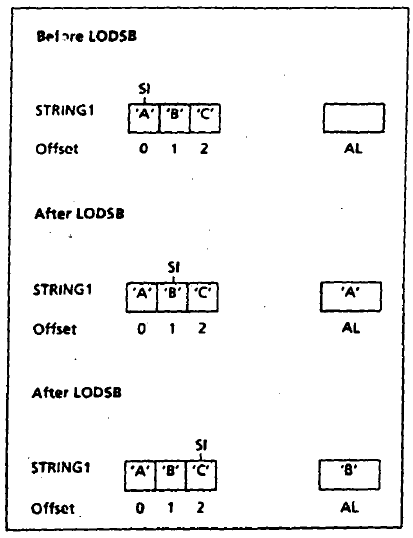 Before LODSB
SI
STRING1 'A' 'B' 'C'
Offset 0 1 2 AL
After LODSB
SI
STRING1 'A' 'B' 'C' 'A'
Offset 0 1 2 AL
After LODSB
SI
STRING1 'A' 'B' 'C' 'B'
Offset 0 1 2 AL